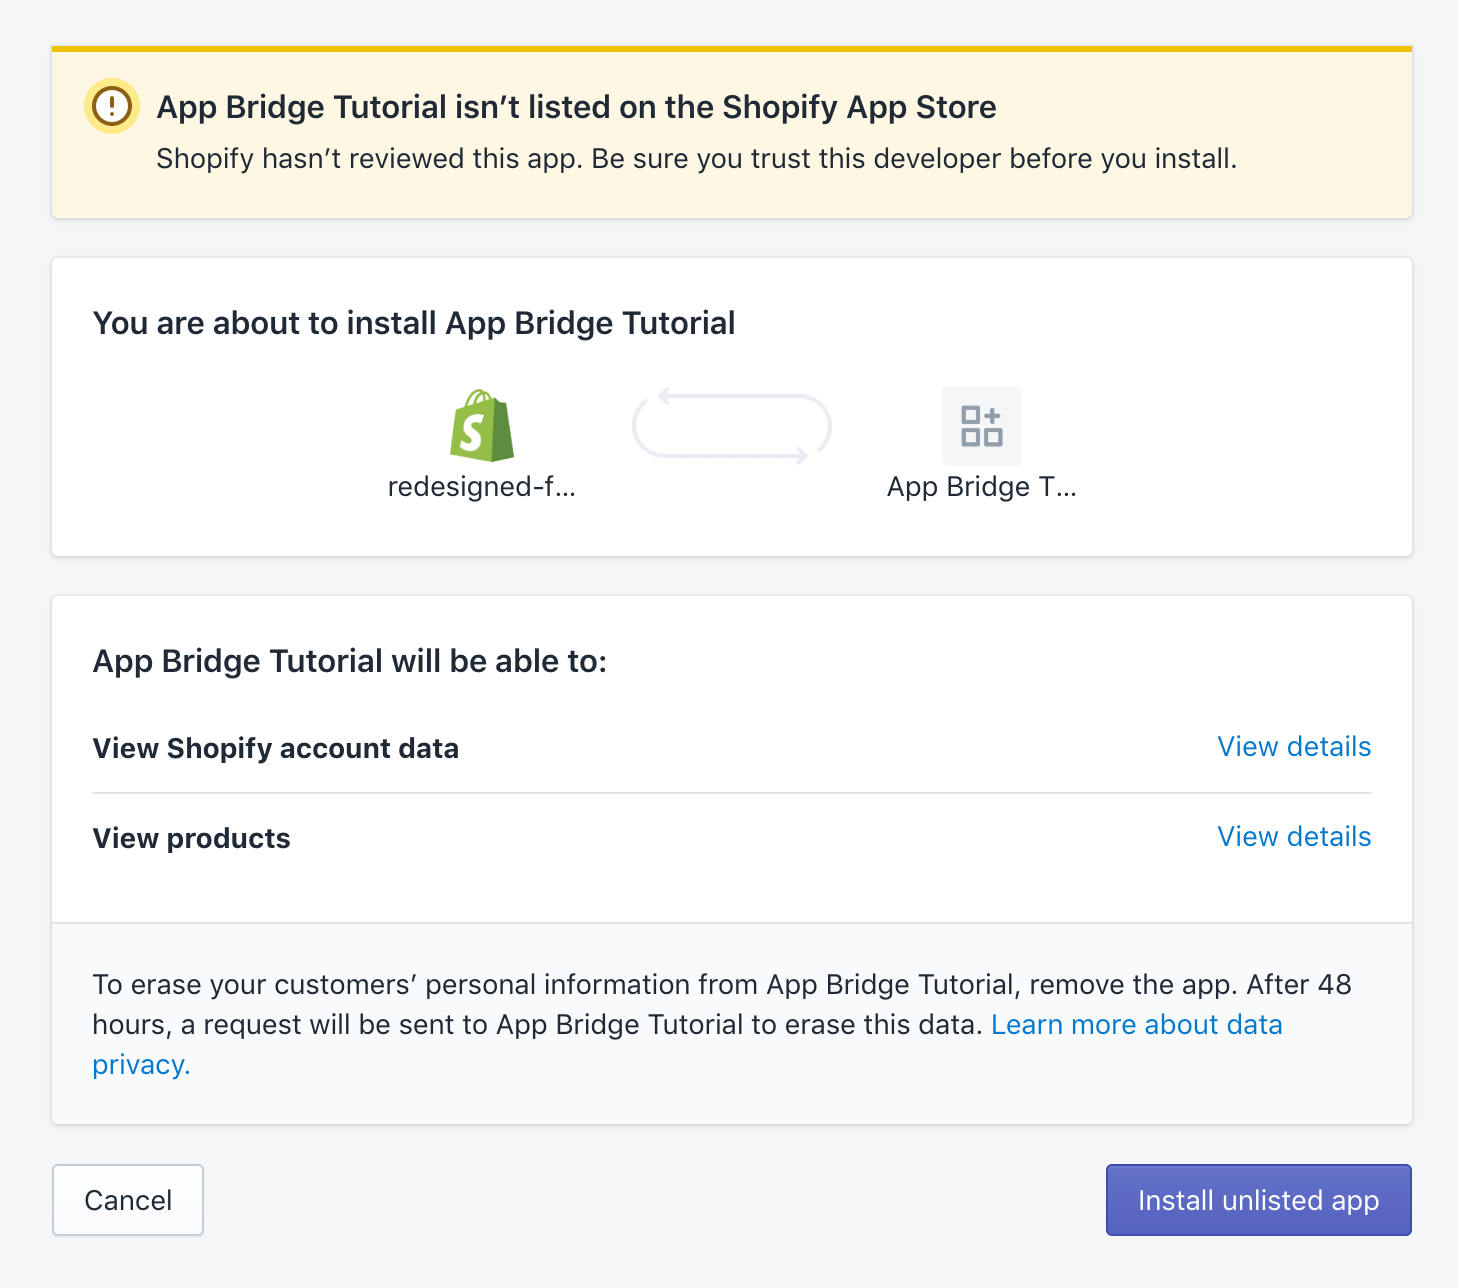 App Bridge Tutorial isn’t listed on the Shopify App Store
Shopify hasn’t reviewed this app. Be sure you trust this developer before you install.
You are about to install App Bridge Tutorial
redesigned-f...
App Bridge T...
App Bridge Tutorial will be able to:
View Shopify account data
View details
View products
View details
To erase your customers’ personal information from App Bridge Tutorial, remove the app. After 48
hours, a request will be sent to App Bridge Tutorial to erase this data. Learn more about data
privacy.
Cancel
Install unlisted app